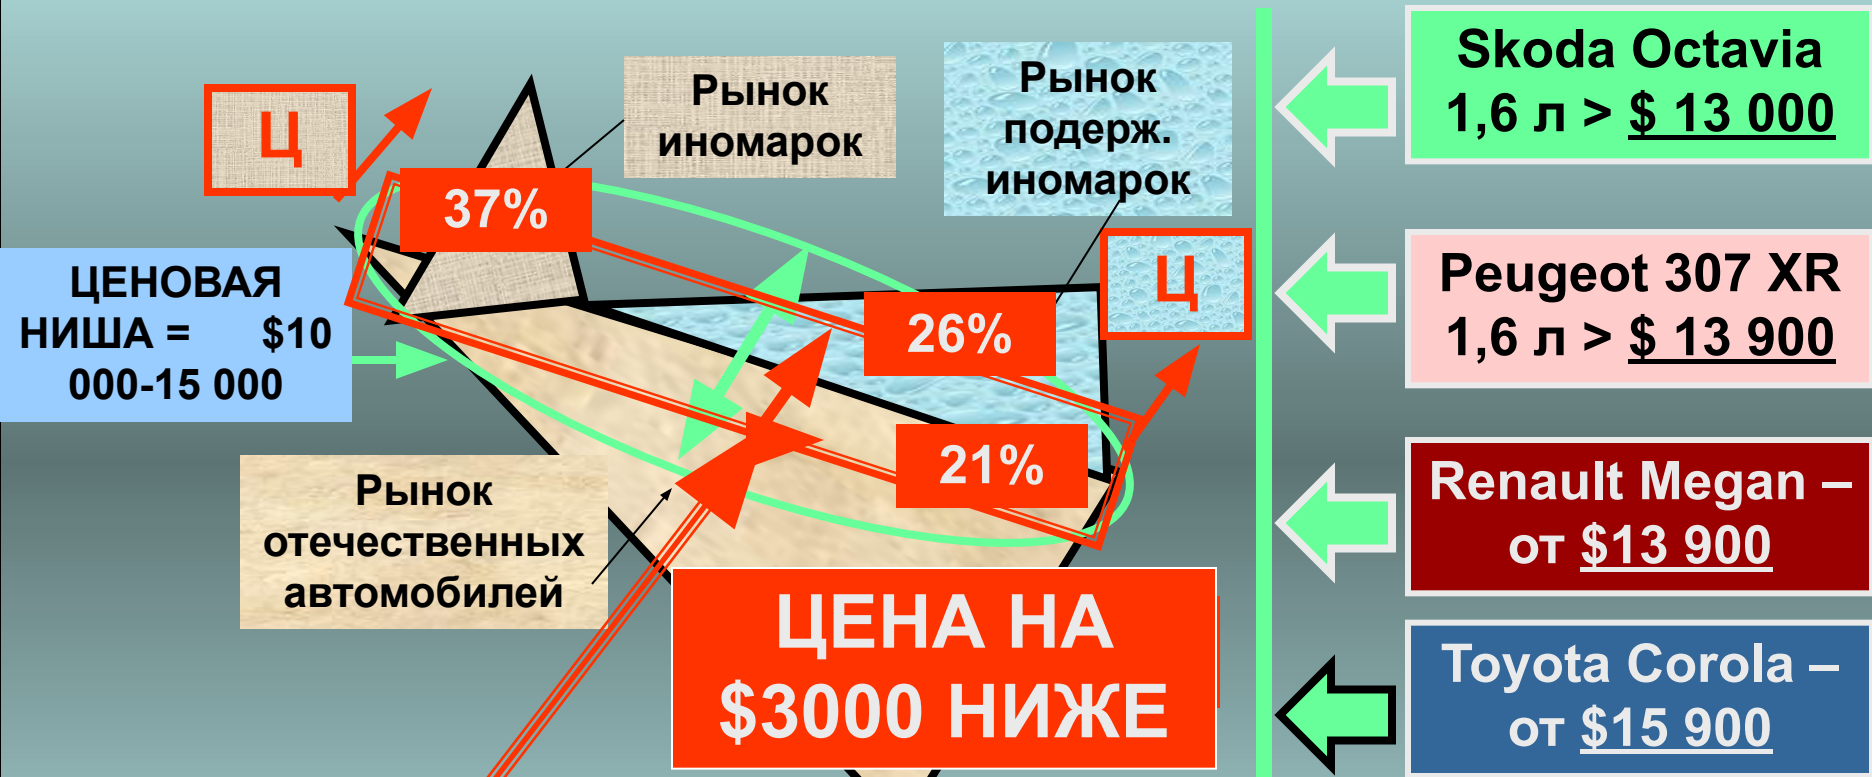 Ц
Рынок
иномарок
Рынок
подерж.
иномарок
37%
ЦЕНОВАЯ
НИША = $10
000-15 000
26%
Ц
21%
Рынок
отечественных
автомобилей
ЦЕНА НА
$3000 НИЖЕ
Skoda Octavia
1,6 л > $ 13 000
Peugeot 307 XR
1,6 л > $ 13 900
Renault Megan –
от $13 900
Toyota Corola –
от $15 900